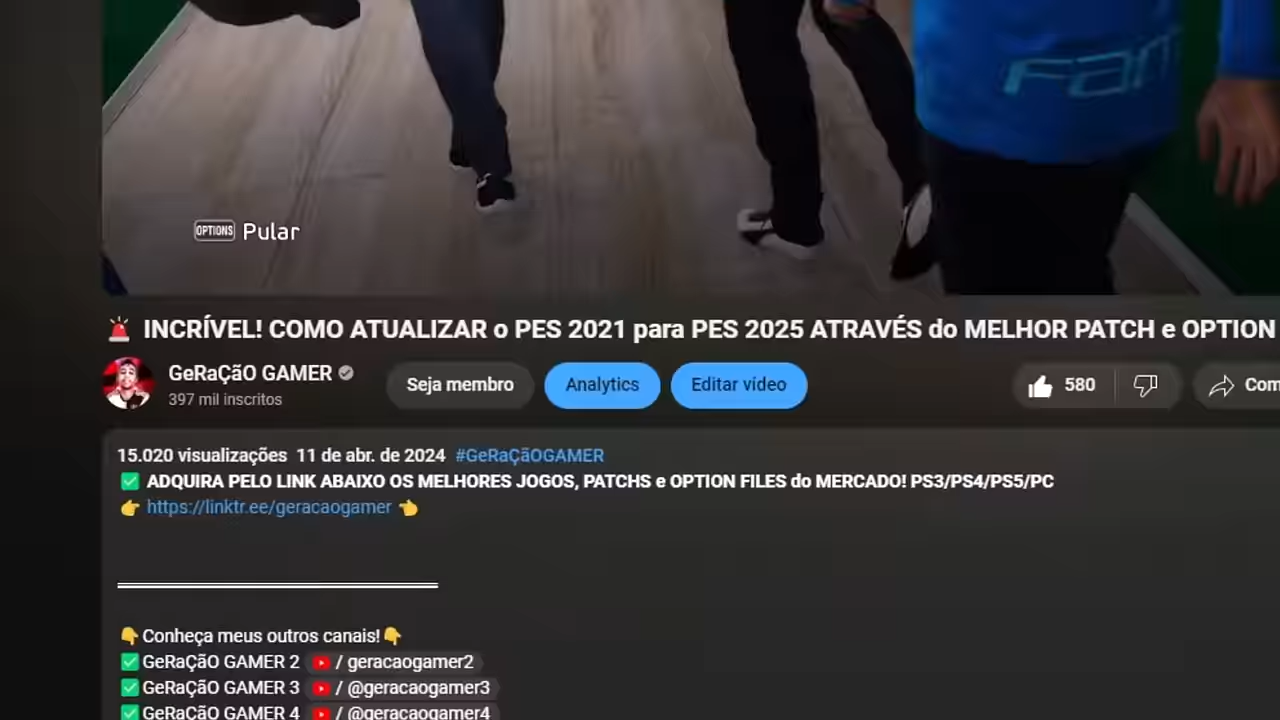 Fan
OPTIONS Pular
🚨 INCRÍVEL! COMO ATUALIZAR o PES 2021 para PES 2025 ATRAVÉS do MELHOR PATCH e OPTION
GeRaÇãO GAMER
Seja membro
Analytics
Editar vídeo
580
Com
397 mil inscritos
15.020 visualizações 11 de abr. de 2024 #GeRaÇãOGAMER
✅ ADQUIRA PELO LINK ABAIXO OS MELHORES JOGOS, PATCHS e OPTION FILES do MERCADO! PS3/PS4/PS5/PC
👉 https://linktr.ee/geracaogamer 👈
👇Conheça meus outros canais!👇
✅GeRaÇãO GAMER 2 / geracaogamer2
✅GeRaÇãO GAMER 3 / @geracaogamer3
✅GeRaÇãO GAMER 4 / @geracaogamer4